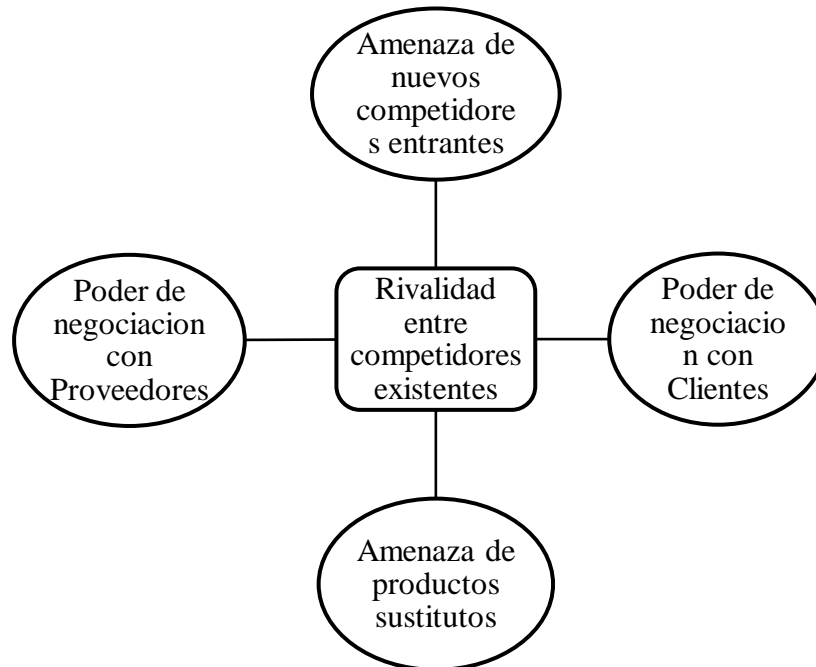 Amenaza de
nuevos
competidore
s entrantes
Poder de
negociacion
con
Proveedores
Rivalidad
entre
competidores
existentes
Poder de
negociacio
n con
Clientes
Amenaza de
productos
sustitutos